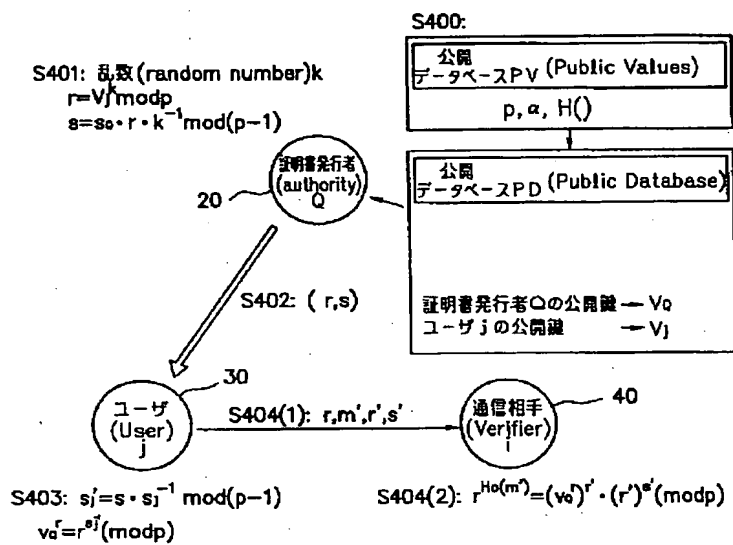 S400:
公開
データベースPV (Public Values)
p, α, H()
公開
データベースPD (Public Database)
証明書発行者Qの公開鍵 → VQ
ユーザjの公開鍵 → Vj
S401: 乱数(random number)k
r=Vj^k modp
s=sQ・r・k^-1 mod(p-1)
証明書発行者
(authority)
Q
20
S402: ( r,s)
30
ユーザ
(User)
j
S404(1): r,m',r',s'
40
通信相手
(Verifier)
i
S403: sj'=s・sj^-1 mod(p-1)
vQ^r=r^sj'(modp)
S404(2): r^Ho(m')=(vQ^r)^r'・(r')^s'(modp)